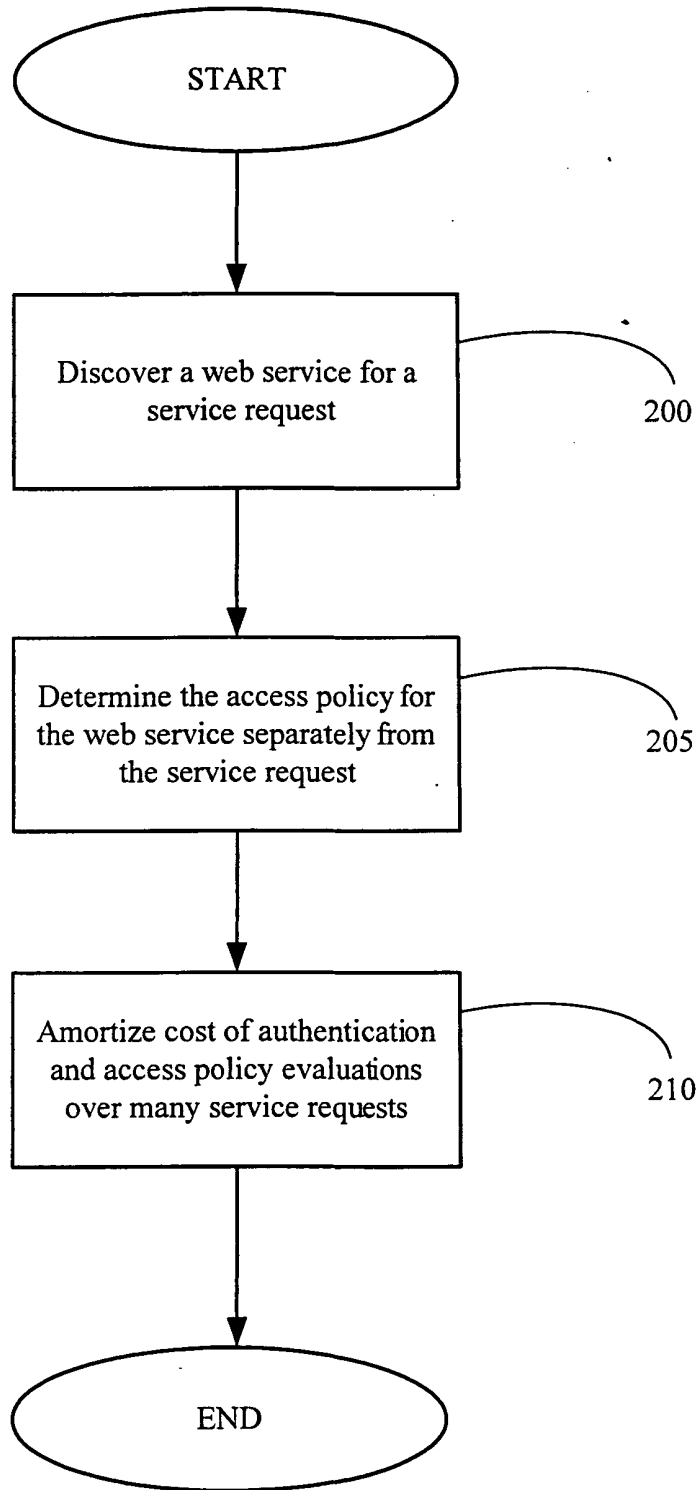 START
Discover a web service for a
service request
200
Determine the access policy for
the web service separately from
the service request
205
Amortize cost of authentication
and access policy evaluations
over many service requests
210
END